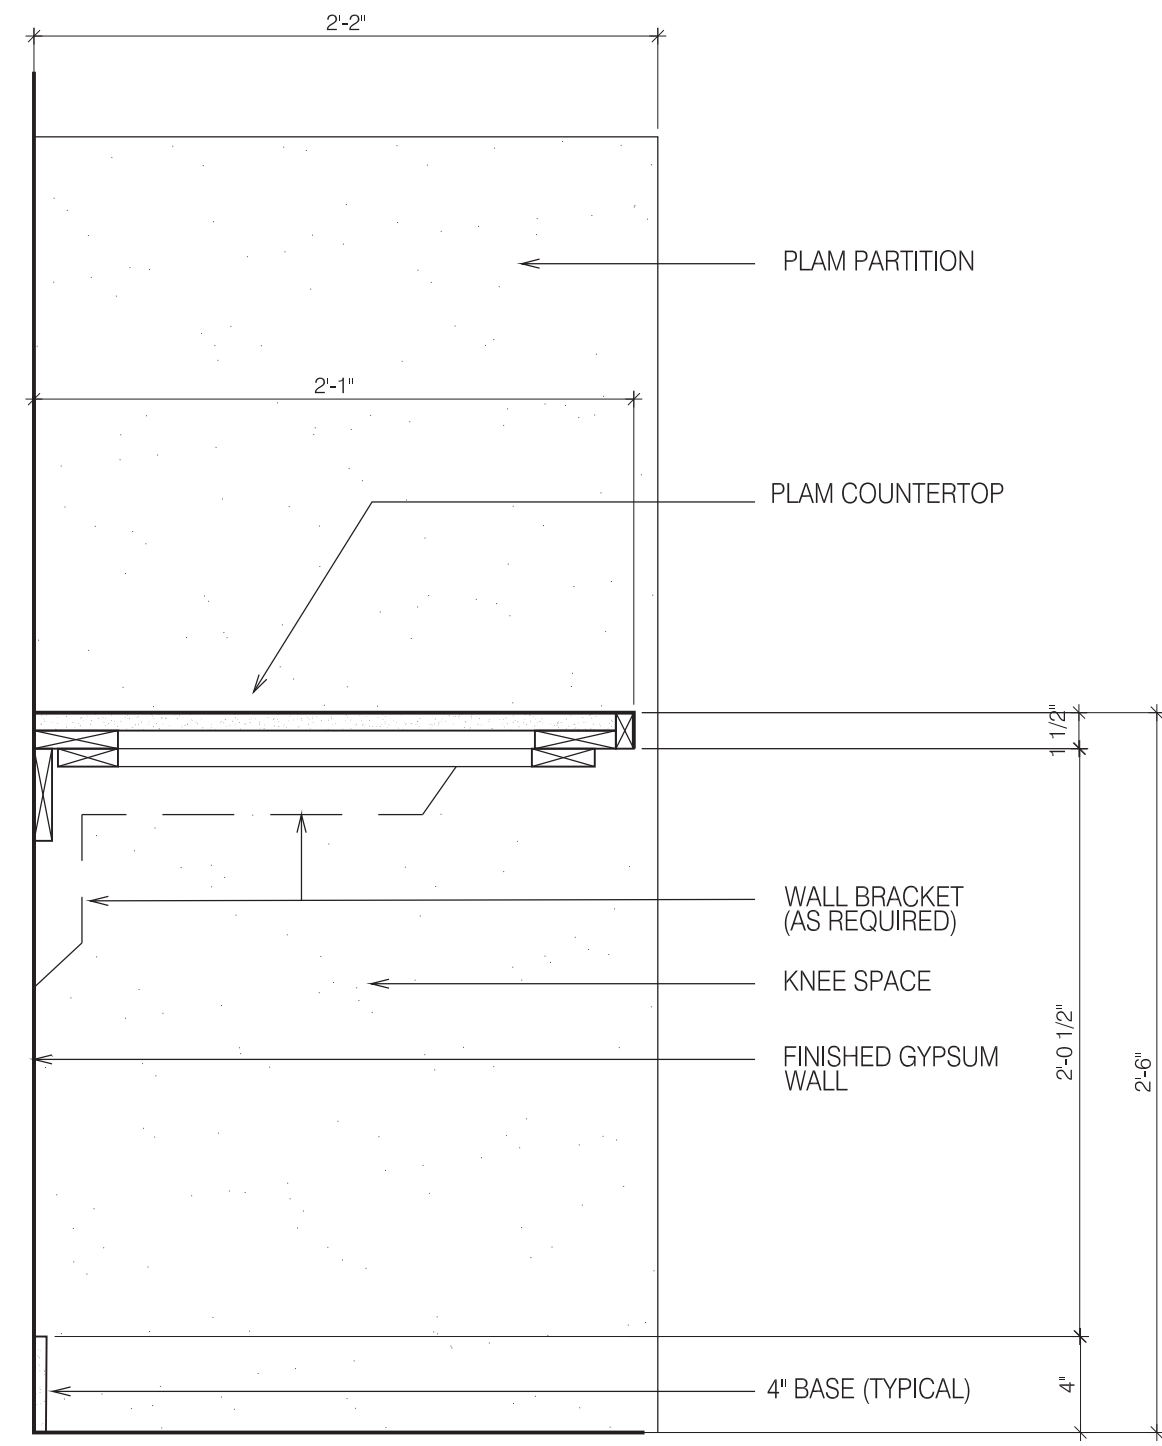 2'-2"
PLAM PARTITION
2'-1"
PLAM COUNTERTOP
1 1/2"
WALL BRACKET
(AS REQUIRED)
KNEE SPACE
2'-0 1/2"
FINISHED GYPSUM
WALL
2'-6"
4" BASE (TYPICAL)
4"